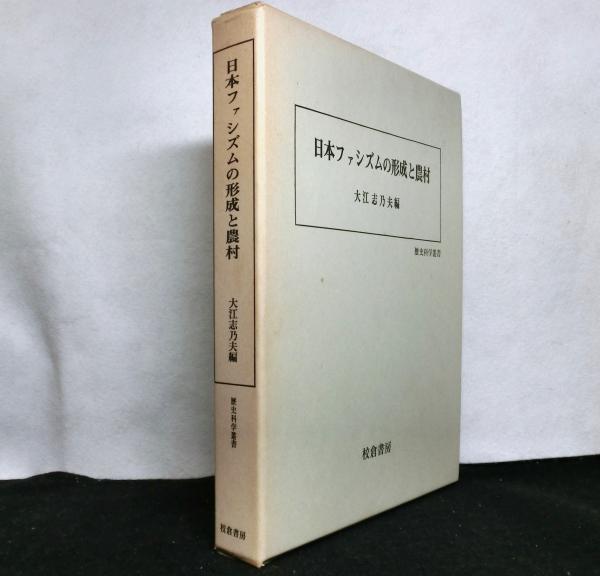 日本ファシズムの形成と農村
大江志乃夫編
歴史科学叢書
校倉書房
日本ファシズムの形成と農村
大江志乃夫編
歴史科学叢書
校倉書房